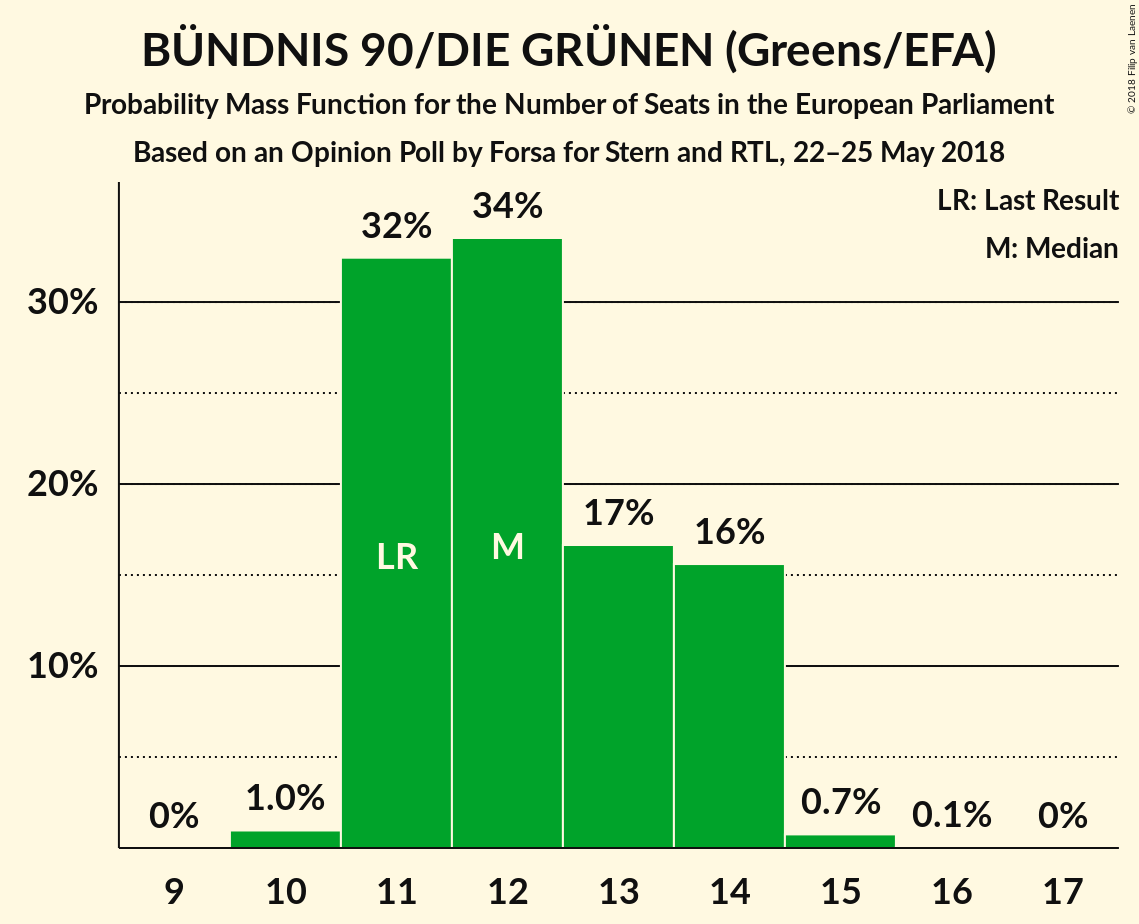 BÜNDNIS 90/DIE GRÜNEN (Greens/EFA)
Probability Mass Function for the Number of Seats in the European Parliament
Based on an Opinion Poll by Forsa for Stern and RTL, 22–25 May 2018
© 2018 Filip van Laenen
LR: Last Result
M: Median
30%
20%
10%
0%
1.0%
32%
34%
17%
16%
0.7%
0.1%
0%
LR
M
9
10
11
12
13
14
15
16
17